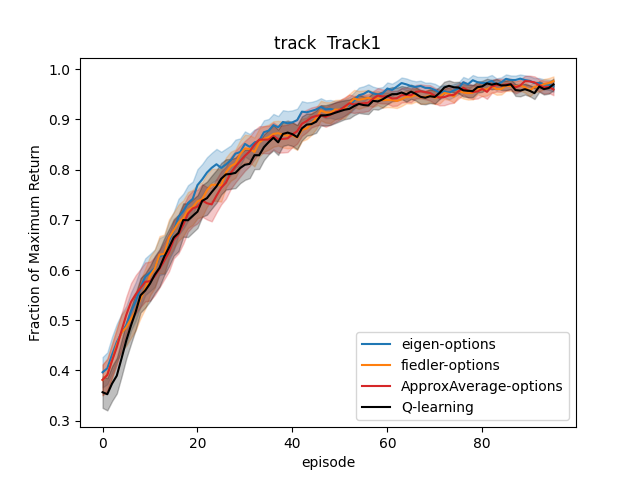 track  Track1
Fraction of Maximum Return
1.0
0.9
0.8
0.7
0.6
0.5
0.4
0.3
0
20
40
60
80
episode
eigen-options
fiedler-options
ApproxAverage-options
Q-learning